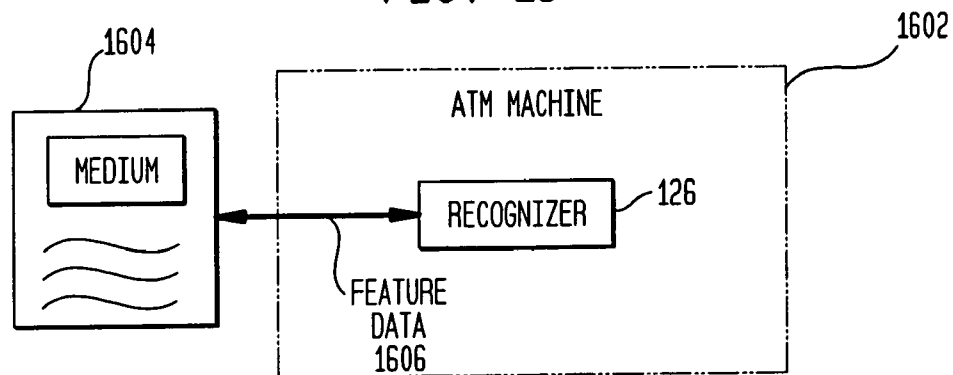 1604
1602
ATM MACHINE
MEDIUM
RECOGNIZER
126
FEATURE
DATA
1606